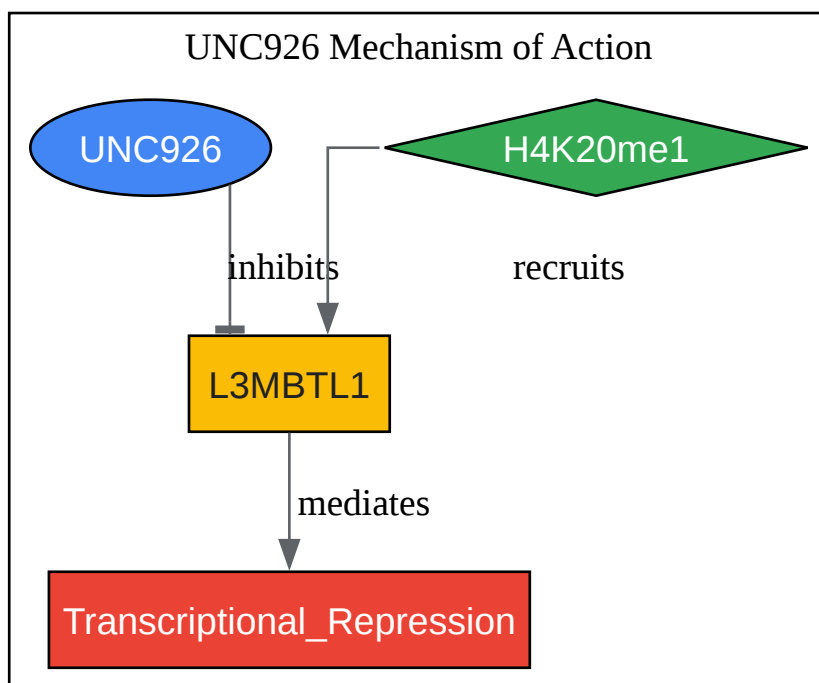 UNC926 Mechanism of Action
UNC926
H4K20me1
inhibits
recruits
L3MBTL1
mediates
Transcriptional_Repression